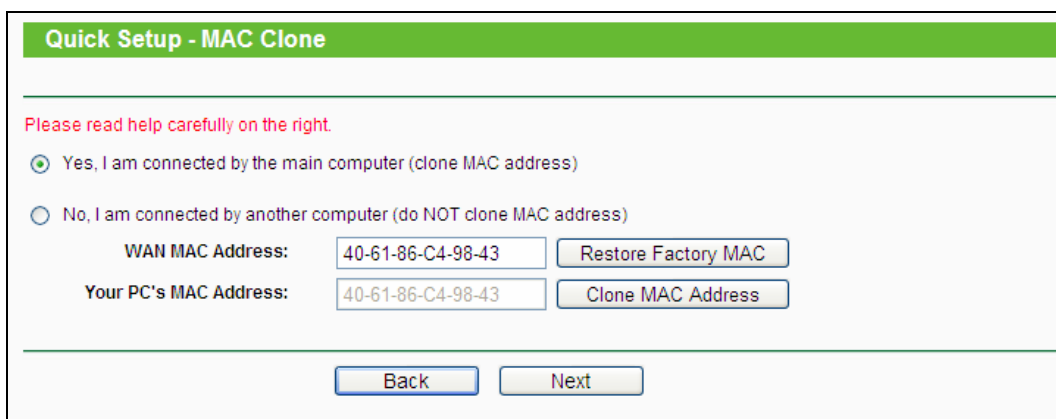 Quick Setup - MAC Clone
Please read help carefully on the right.
Yes, I am connected by the main computer (clone MAC address)
No, I am connected by another computer (do NOT clone MAC address)
WAN MAC Address: 40-61-86-C4-98-43 Restore Factory MAC
Your PC's MAC Address: 40-61-86-C4-98-43 Clone MAC Address
Back Next